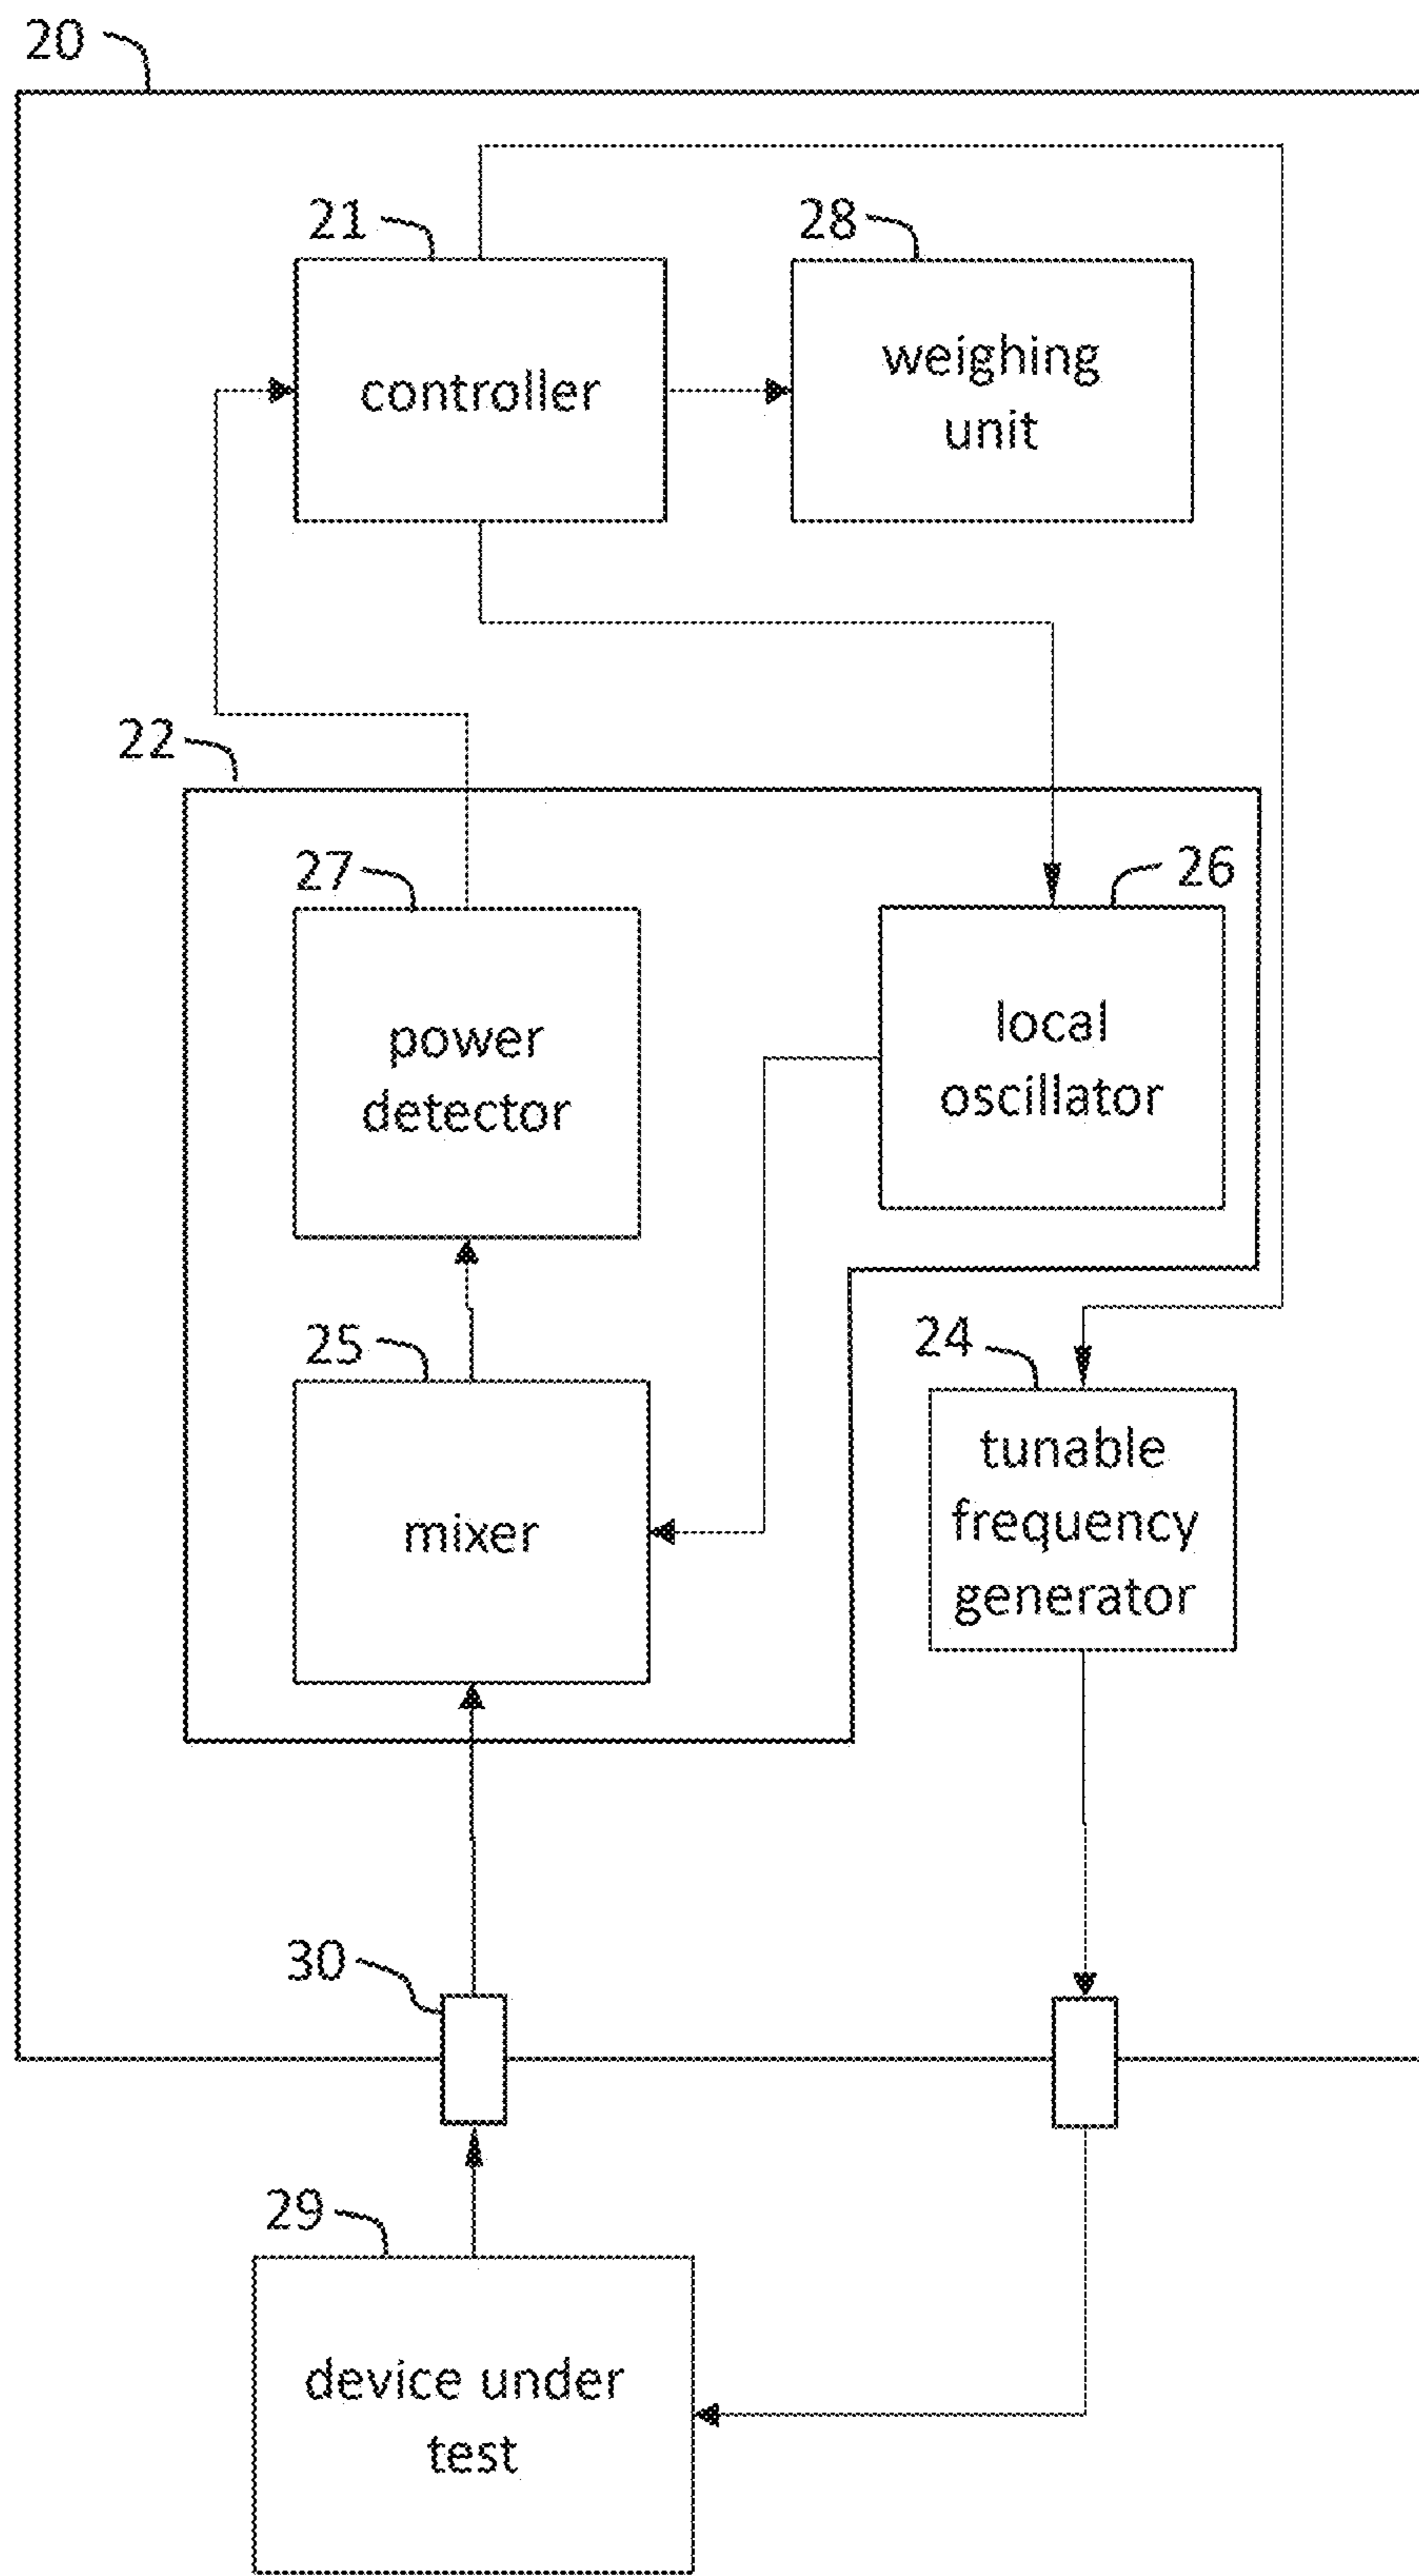 20
21
28
controller
weighing
unit
22
27
26
power
detector
local
oscillator
25
24
mixer
tunable
frequency
generator
30
29
device under
test